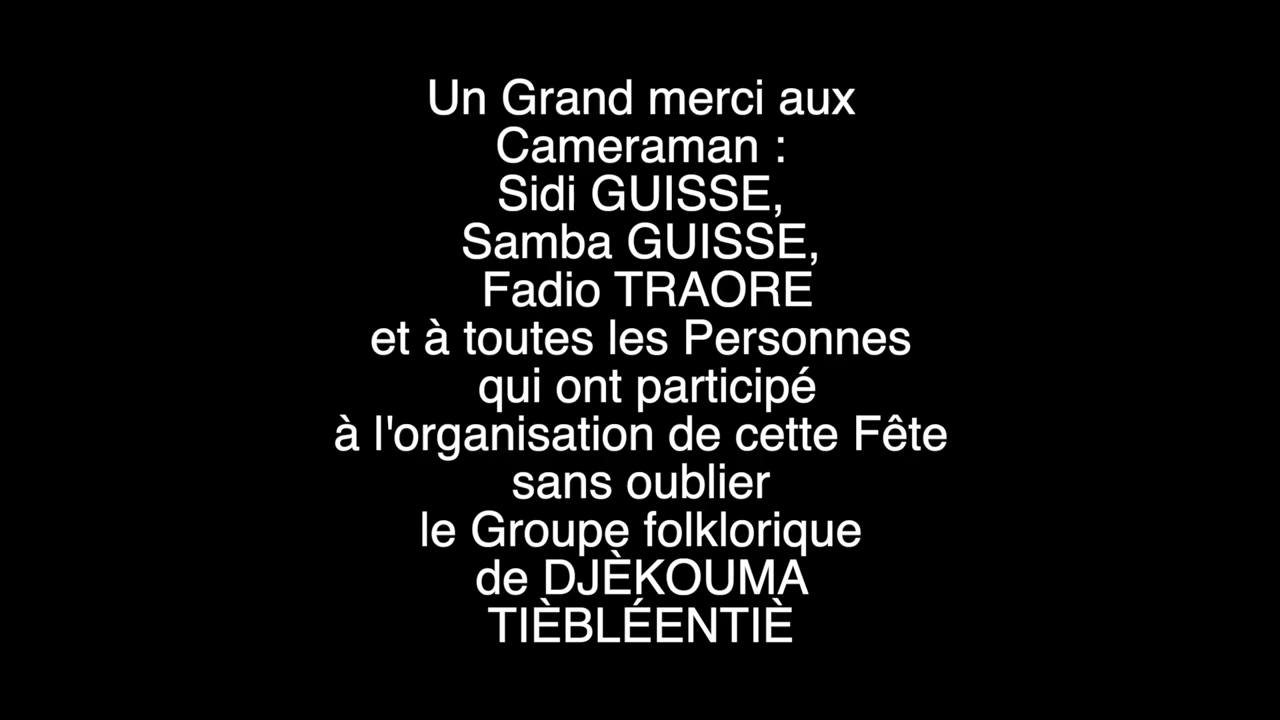 Un Grand merci aux
Cameraman :
Sidi GUISSE,
Samba GUISSE,
Fadio TRAORE
et à toutes les Personnes
qui ont participé
à l'organisation de cette Fête
sans oublier
le Groupe folklorique
de DJÈKOUMA
TIÈBLÉENTIÈ